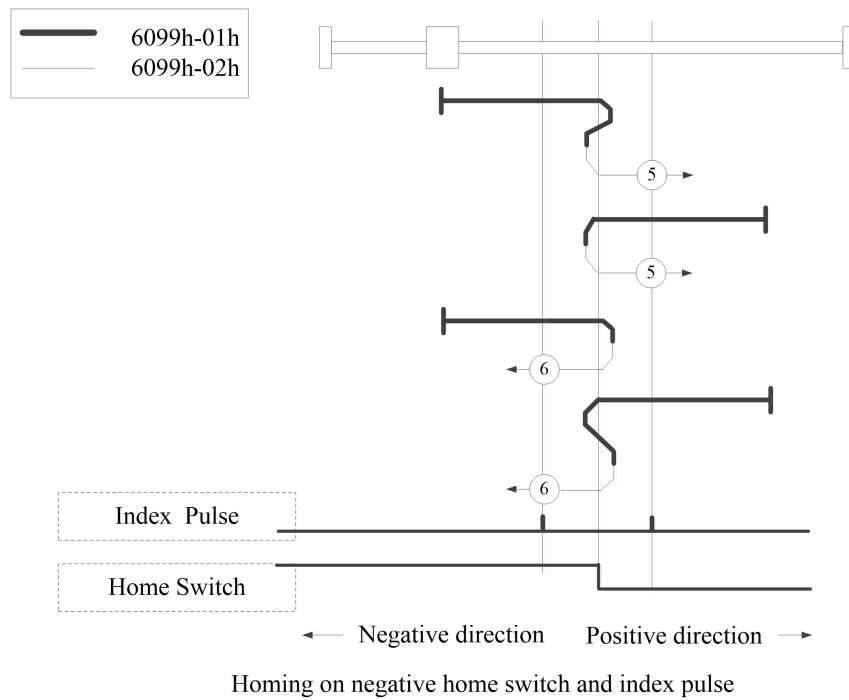 6099h-01h
6099h-02h
5
5
6
6
Index Pulse
Home Switch
Negative direction
Positive direction
Homing on negative home switch and index pulse